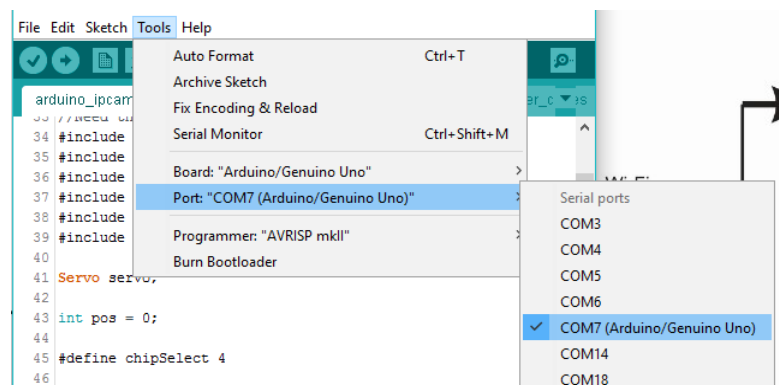 File Edit Sketch Tools Help
Auto Format Ctrl+T
Archive Sketch
arduino_ipcam
Fix Encoding & Reload
34 #include
Serial Monitor Ctrl+Shift+M
35 #include
36 #include
Board: "Arduino/Genuino Uno"
37 #include
Port: "COM7 (Arduino/Genuino Uno)"
Serial ports
38 #include
39 #include
Programmer: "AVRISP mkII"
COM3
40
COM4
Burn Bootloader
41 Servo servo;
COM5
42
COM6
43 int pos = 0;
COM7 (Arduino/Genuino Uno)
44
COM14
45 #define chipSelect 4
46
COM18